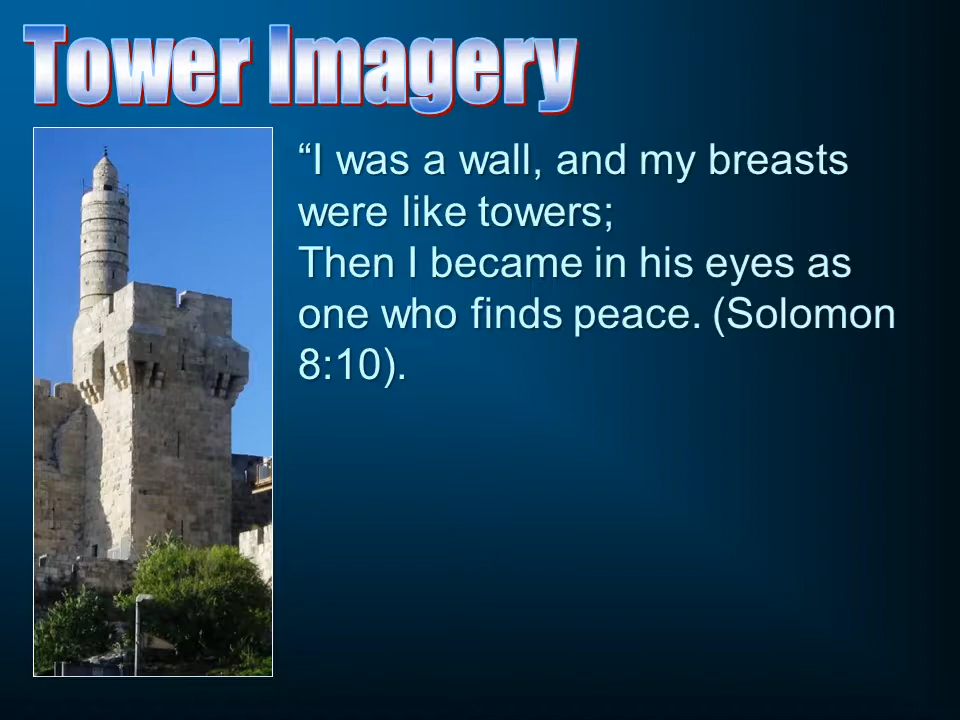 Tower Imagery
“I was a wall, and my breasts
were like towers;
Then I became in his eyes as
one who finds peace. (Solomon
8:10).